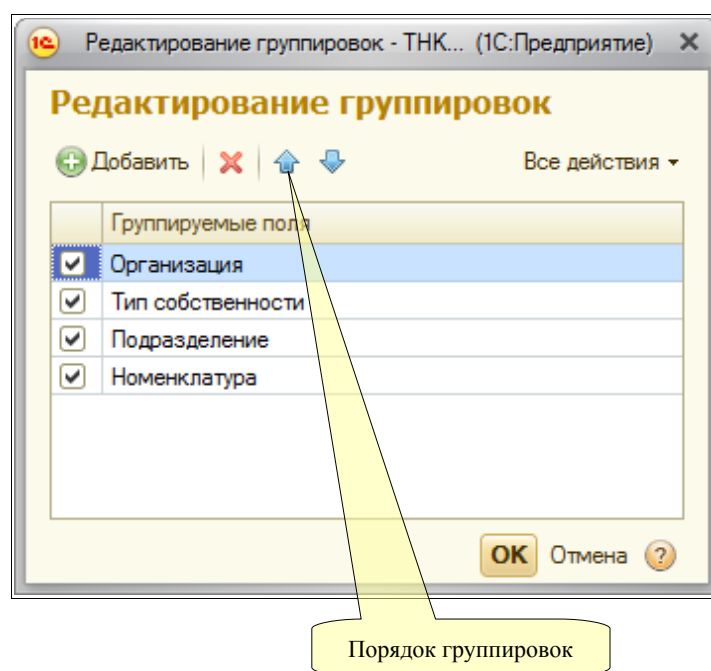 1С Редактирование группировок - ТНК... (1С:Предприятие)
Редактирование группировок
Добавить Все действия
Группируемые поля
Организация
Тип собственности
Подразделение
Номенклатура
ОК Отмена ?
Порядок группировок